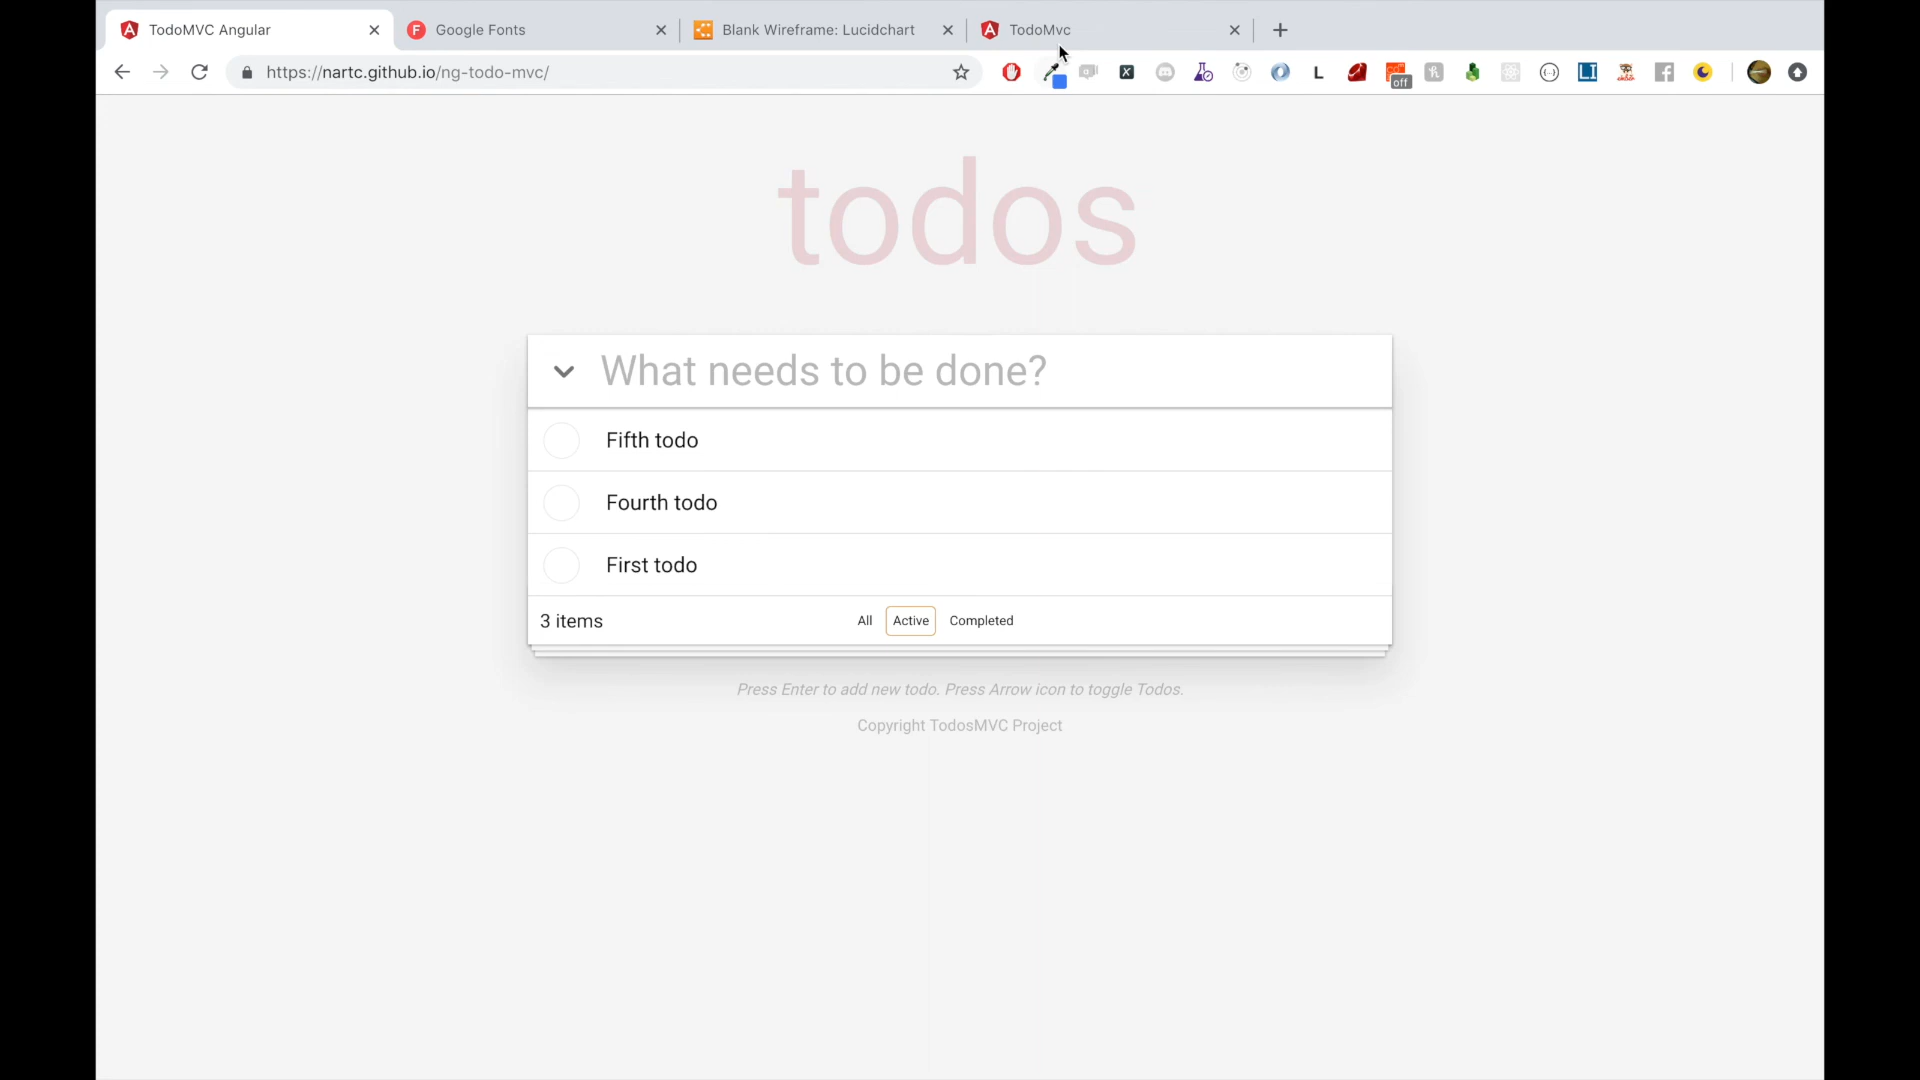 TodoMVC Angular
Google Fonts
Blank Wireframe: Lucidchart
TodoMvc
https://nartc.github.io/ng-todo-mvc/
off
todos
What needs to be done?
Fifth todo
Fourth todo
First todo
3 items
All
Active
Completed
Press Enter to add new todo. Press Arrow icon to toggle Todos.
Copyright TodosMVC Project